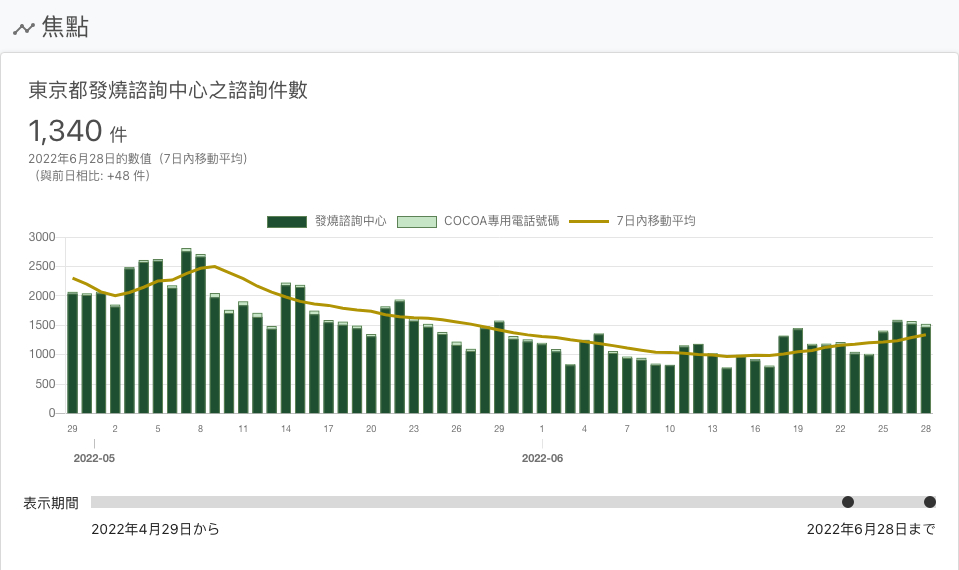 焦點
東京都發燒諮詢中心之諮詢件數
1,340 件
2022年6月28日的數值（7日內移動平均）
（與前日相比: +48 件）
發燒諮詢中心 COCOA專用電話號碼 7日內移動平均
3000
2500
2000
1500
1000
500
0
29 2 5 8 11 14 17 20 23 26 29 1 4 7 10 13 16 19 22 25 28
2022-05 2022-06
表示期間
2022年4月29日から 2022年6月28日まで